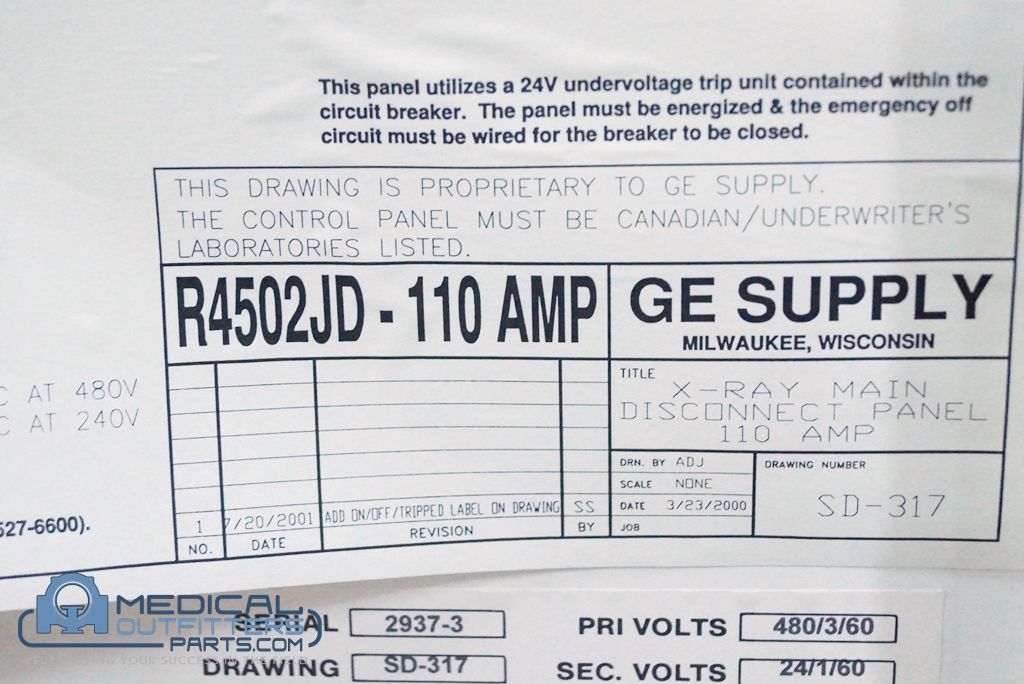 This panel utilizes a 24V undervoltage trip unit contained within the
circuit breaker. The panel must be energized & the emergency off
circuit must be wired for the breaker to be closed.
THIS DRAWING IS PROPRIETARY TO GE SUPPLY.
THE CONTROL PANEL MUST BE CANADIAN/UNDERWRITER'S
LABORATORIES LISTED.
R4502JD - 110 AMP
GE SUPPLY
MILWAUKEE, WISCONSIN
C AT 480V
C AT 240V
TITLE
X-RAY MAIN
DISCONNECT PANEL
110 AMP
DRN. BY ADJ
SCALE NONE
DATE 3/23/2000
JOB
DRAWING NUMBER
SD-317
1 7/20/2001 ADD ON/OFF/TRIPPED LABEL ON DRAWING SS
NO. DATE REVISION BY
527-6600).
MEDICAL
OUTFITTERS
PARTS.COM
YOUR SUCCESS IN THE FIELD
SERIAL 2937-3
PRI VOLTS 480/3/60
DRAWING SD-317
SEC. VOLTS 24/1/60